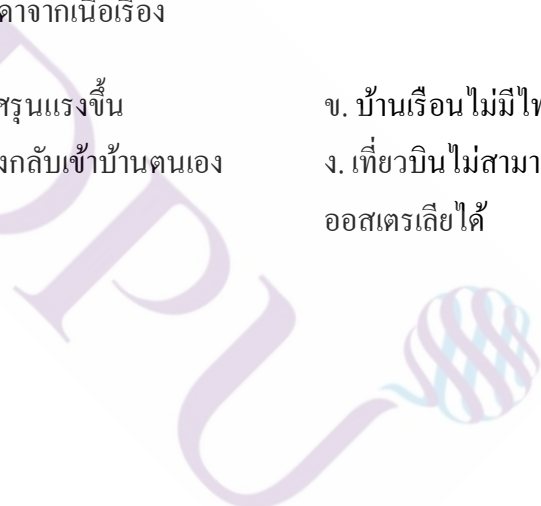 ดาจากเนื้อเรื่อง
ศรุนแรงขึ้น ข. บ้านเรือนไม่มีไฟ
งกลับเข้าบ้านตนเอง ง. เที่ยวบินไม่สามา
ออสเตรเลียได้
DPU